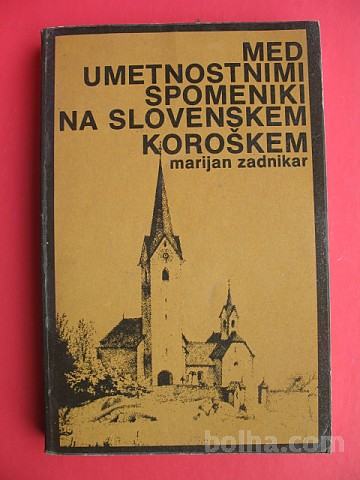 MED
UMETNOSTNIMI
SPOMENIKI
NA SLOVENSKEM
KOROŠKEM
marijan zadnikar
bolha.com